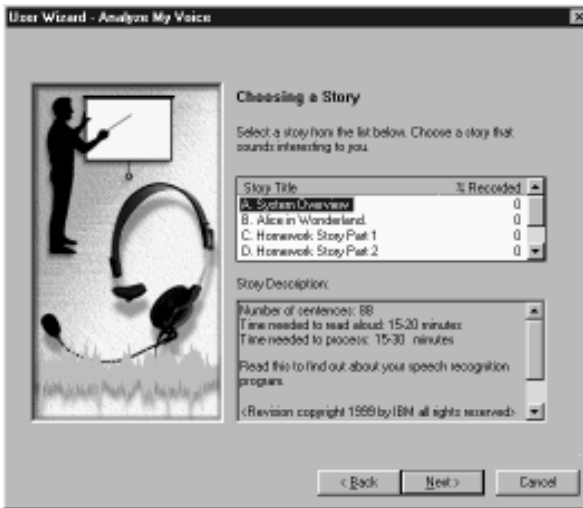 User Wizard - Analyze My Voice
Choosing a Story
Select a story from the list below. Choose a story that
sounds interesting to you.
Story Title % Recorded
A. System Overview 0
B. Alice in Wonderland. 0
C. Homework Story Part 1 0
D. Homework Story Part 2 0
Story Description:
Number of sentences: 88
Time needed to read aloud: 15-20 minutes
Time needed to process: 15-30 minutes
Read this to find out about your speech recognition
program.
<Revision copyright 1999 by IBM all rights reserved>
< Back Next > Cancel